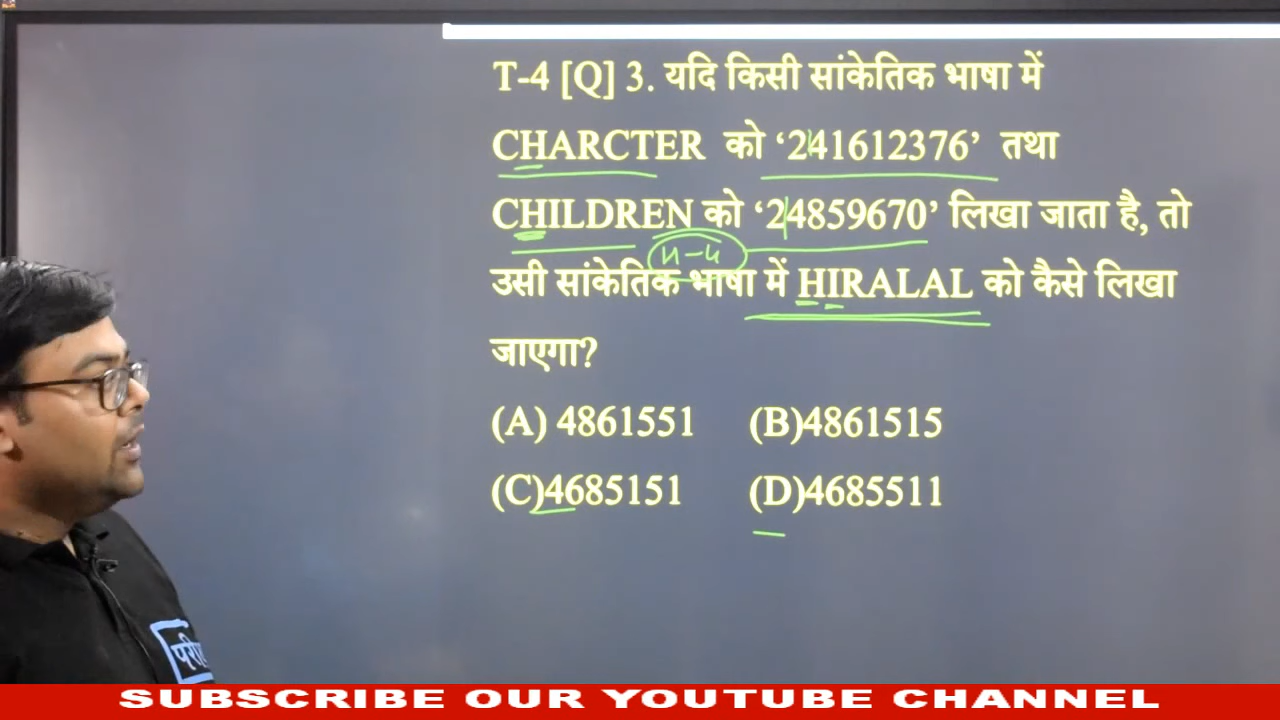 T-4 [Q] 3. यदि किसी सांकेतिक भाषा में
CHARCTER को ‘241612376’ तथा
CHILDREN को ‘24859670’ लिखा जाता है, तो
H-4
उसी सांकेतिक भाषा में HIRALAL को कैसे लिखा
जाएगा?
(A) 4861551 (B)4861515
(C)4685151 (D)4685511
SUBSCRIBE OUR YOUTUBE CHANNEL